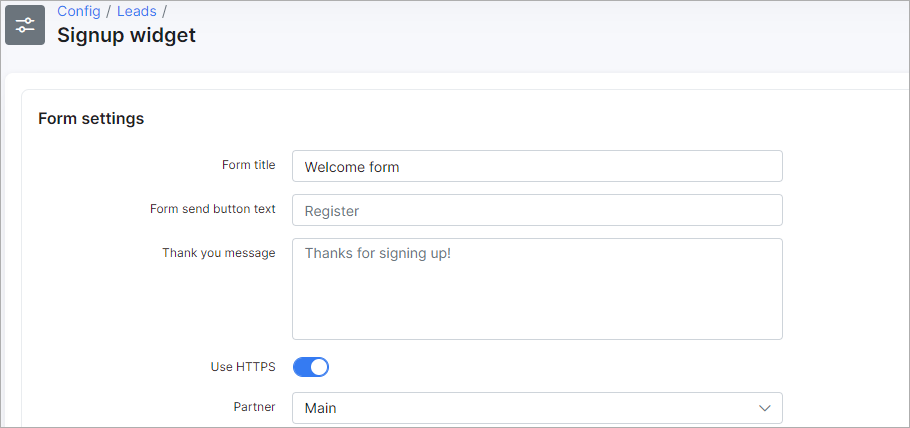 Config / Leads /
Signup widget
Form settings
Form title
Welcome form
Form send button text
Register
Thank you message
Thanks for signing up!
Use HTTPS
Partner
Main